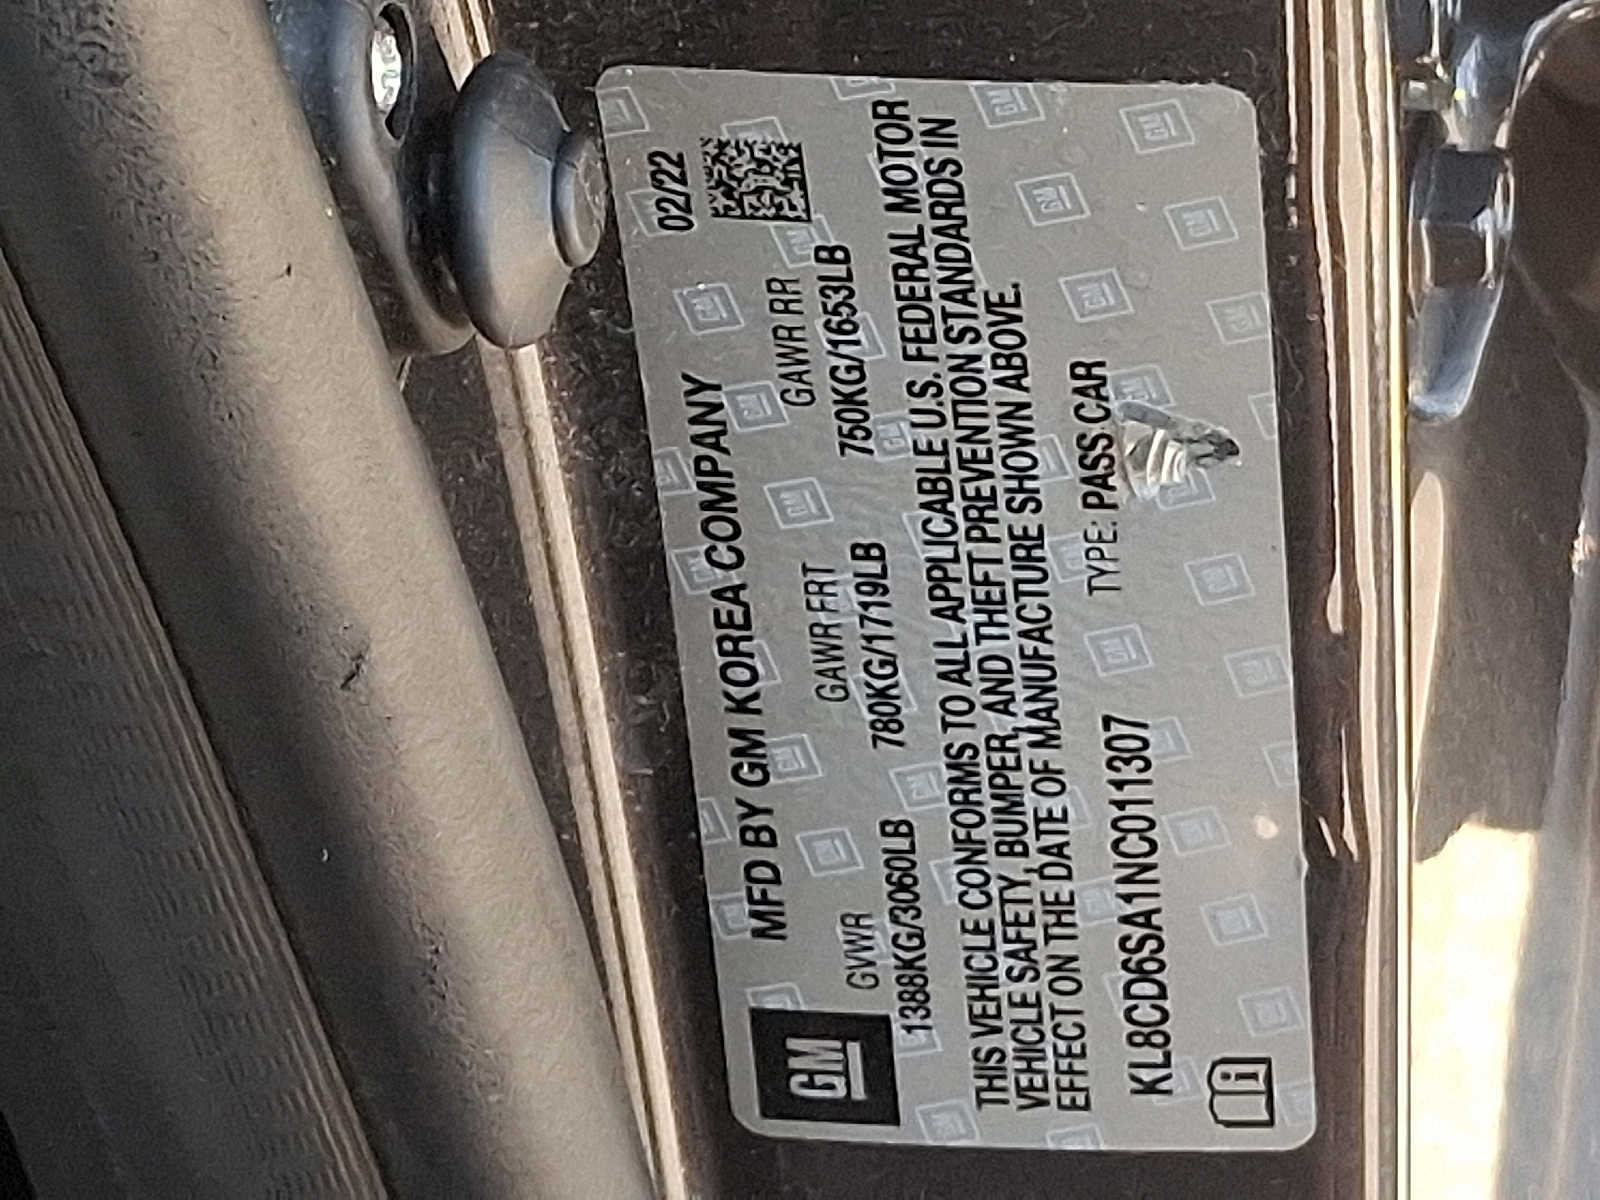 MFD BY GM KOREA COMPANY 02/22
GM
GVWR GAWR FRT GAWR RR
1388KG/3060LB 780KG/1719LB 750KG/1653LB
THIS VEHICLE CONFORMS TO ALL APPLICABLE U.S. FEDERAL MOTOR
VEHICLE SAFETY, BUMPER, AND THEFT PREVENTION STANDARDS IN
EFFECT ON THE DATE OF MANUFACTURE SHOWN ABOVE.
KL8CD6SA1NC011307 TYPE: PASS CAR